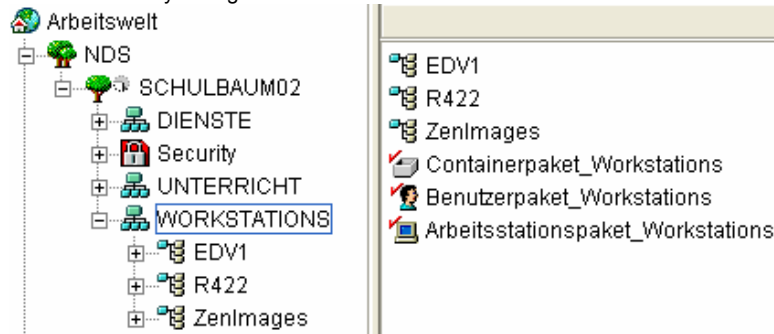 Arbeitswelt
NDS
SCHULBAUM02
DIENSTE
Security
UNTERRICHT
WORKSTATIONS
EDV1
R422
ZenImages
EDV1
R422
ZenImages
Containerpaket_Workstations
Benutzerpaket_Workstations
Arbeitsstationspaket_Workstations